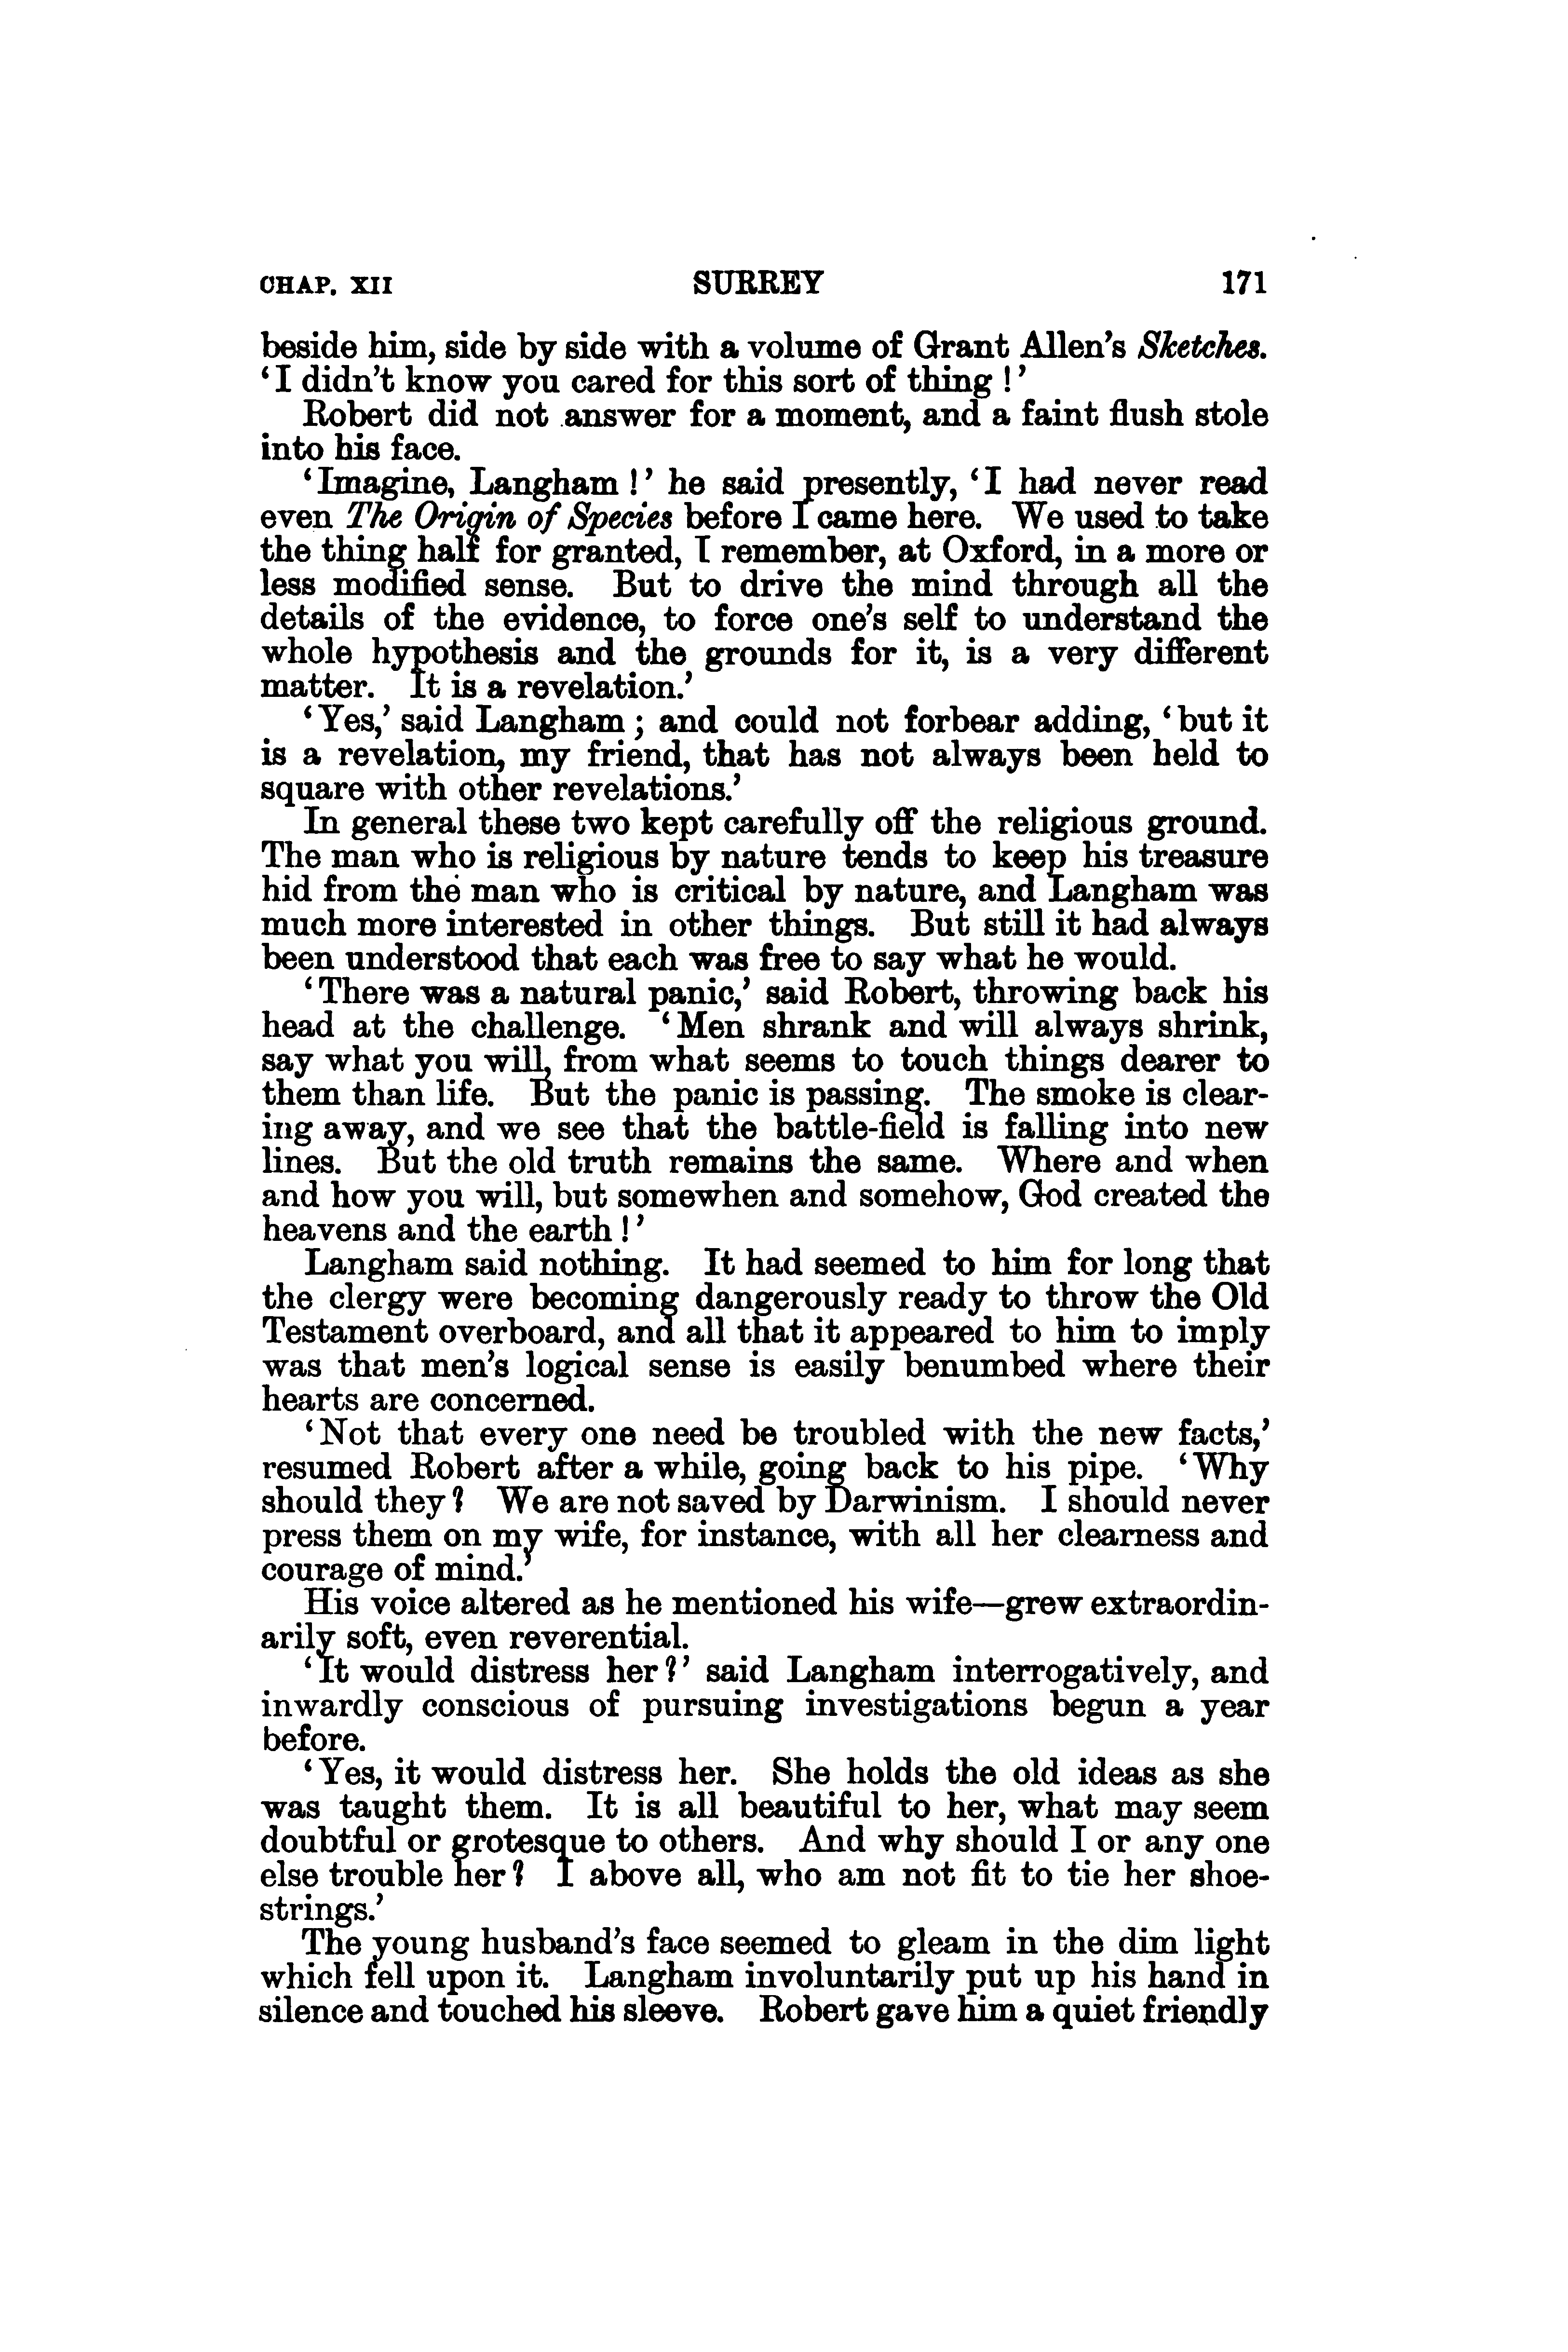 CHAP. XII SURREY 171
beside him, side by side with a volume of Grant Allen's Sketches.
‘I didn't know you cared for this sort of thing!’
Robert did not answer for a moment, and a faint flush stole
into his face.
‘Imagine, Langham!’ he said presently, ‘I had never read
even The Origin of Species before I came here. We used to take
the thing half for granted, I remember, at Oxford, in a more or
less modified sense. But to drive the mind through all the
details of the evidence, to force one's self to understand the
whole hypothesis and the grounds for it, is a very different
matter. It is a revelation.’
‘Yes,’ said Langham; and could not forbear adding, ‘but it
is a revelation, my friend, that has not always been held to
square with other revelations.’
In general these two kept carefully off the religious ground.
The man who is religious by nature tends to keep his treasure
hid from the man who is critical by nature, and Langham was
much more interested in other things. But still it had always
been understood that each was free to say what he would.
‘There was a natural panic,’ said Robert, throwing back his
head at the challenge. ‘Men shrank and will always shrink,
say what you will, from what seems to touch things dearer to
them than life. But the panic is passing. The smoke is clear-
ing away, and we see that the battle-field is falling into new
lines. But the old truth remains the same. Where and when
and how you will, but somewhen and somehow, God created the
heavens and the earth!’
Langham said nothing. It had seemed to him for long that
the clergy were becoming dangerously ready to throw the Old
Testament overboard, and all that it appeared to him to imply
was that men's logical sense is easily benumbed where their
hearts are concerned.
‘Not that every one need be troubled with the new facts,’
resumed Robert after a while, going back to his pipe. ‘Why
should they? We are not saved by Darwinism. I should never
press them on my wife, for instance, with all her clearness and
courage of mind.’
His voice altered as he mentioned his wife—grew extraordin-
arily soft, even reverential.
‘It would distress her?’ said Langham interrogatively, and
inwardly conscious of pursuing investigations begun a year
before.
‘Yes, it would distress her. She holds the old ideas as she
was taught them. It is all beautiful to her, what may seem
doubtful or grotesque to others. And why should I or any one
else trouble her? I above all, who am not fit to tie her shoe-
strings.’
The young husband's face seemed to gleam in the dim light
which fell upon it. Langham involuntarily put up his hand in
silence and touched his sleeve. Robert gave him a quiet friendly